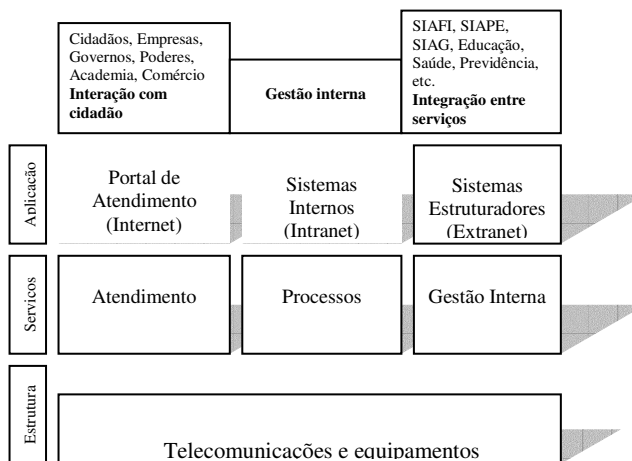 Cidadãos, Empresas,
Governos, Poderes,
Academia, Comércio
Interação com
cidadão
Gestão interna
SIAFI, SIAPE,
SIAG, Educação,
Saúde, Previdência,
etc.
Integração entre
serviços
Aplicação
Portal de
Atendimento
(Internet)
Sistemas
Internos
(Intranet)
Sistemas
Estruturadores
(Extranet)
Servicos
Atendimento
Processos
Gestão Interna
Estrutura
Telecomunicações e equipamentos